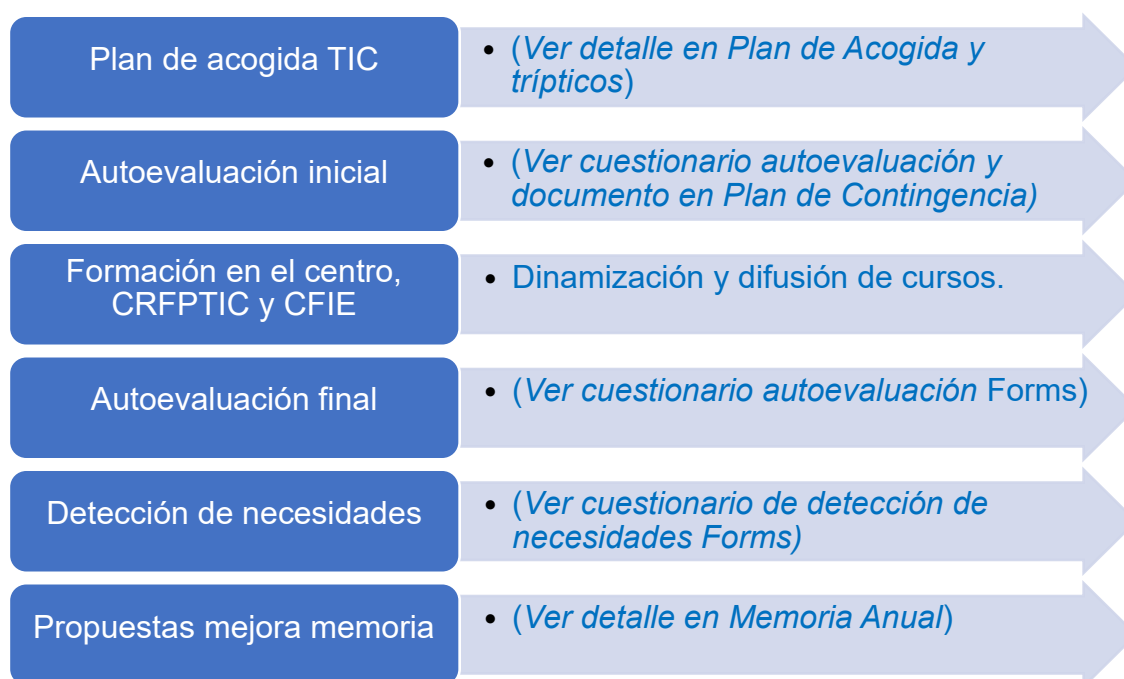 Plan de acogida TIC
• (Ver detalle en Plan de Acogida y
trípticos)
Autoevaluación inicial
• (Ver cuestionario autoevaluación y
documento en Plan de Contingencia)
Formación en el centro,
CRFPTIC y CFIE
• Dinamización y difusión de cursos.
Autoevaluación final
• (Ver cuestionario autoevaluación Forms)
Detección de necesidades
• (Ver cuestionario de detección de
necesidades Forms)
Propuestas mejora memoria
• (Ver detalle en Memoria Anual)